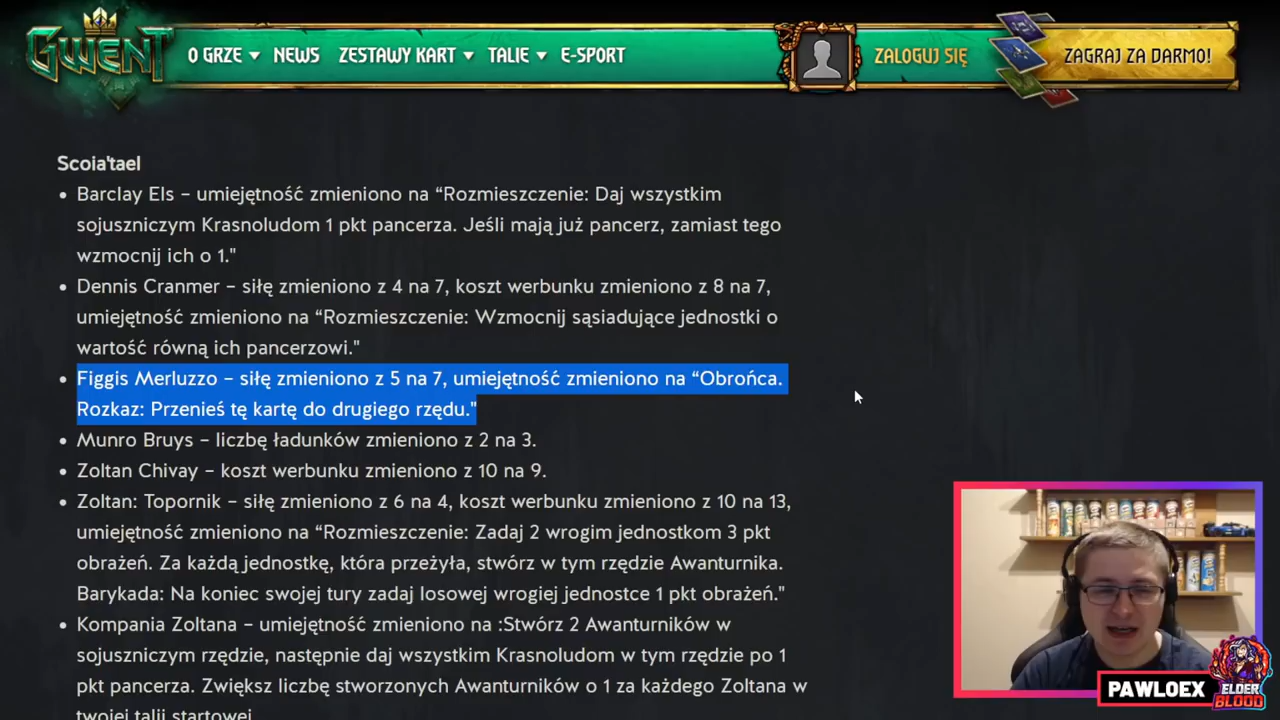 GWENT
O GRZE
NEWS
ZESTAWY KART
TALIE
E-SPORT
ZALOGUJ SIĘ
ZAGRAJ ZA DARMO!
Scoia'tael
Barclay Els – umiejętność zmieniono na “Rozmieszczenie: Daj wszystkim
sojuszniczym Krasnoludom 1 pkt pancerza. Jeśli mają już pancerz, zamiast tego
wzmocnij ich o 1."
Dennis Cranmer – siłę zmieniono z 4 na 7, koszt werbunku zmieniono z 8 na 7,
umiejętność zmieniono na “Rozmieszczenie: Wzmocnij sąsiadujące jednostki o
wartość równą ich pancerzowi."
Figgis Merluzzo – siłę zmieniono z 5 na 7, umiejętność zmieniono na “Obrońca.
Rozkaz: Przenieś tę kartę do drugiego rzędu."
Munro Bruys – liczbę ładunków zmieniono z 2 na 3.
Zoltan Chivay – koszt werbunku zmieniono z 10 na 9.
Zoltan: Topornik – siłę zmieniono z 6 na 4, koszt werbunku zmieniono z 10 na 13,
umiejętność zmieniono na “Rozmieszczenie: Zadaj 2 wrogim jednostkom 3 pkt
obrażeń. Za każdą jednostkę, która przeżyła, stwórz w tym rzędzie Awanturnika.
Barykada: Na koniec swojej tury zadaj losowej wrogiej jednostce 1 pkt obrażeń."
Kompania Zoltana – umiejętność zmieniono na :Stwórz 2 Awanturników w
sojuszniczym rzędzie, następnie daj wszystkim Krasnoludom w tym rzędzie po 1
pkt pancerza. Zwiększ liczbę stworzonych Awanturników o 1 za każdego Zoltana w
twojej talii startowej
PAWLOEX
ELDER
BLOOD